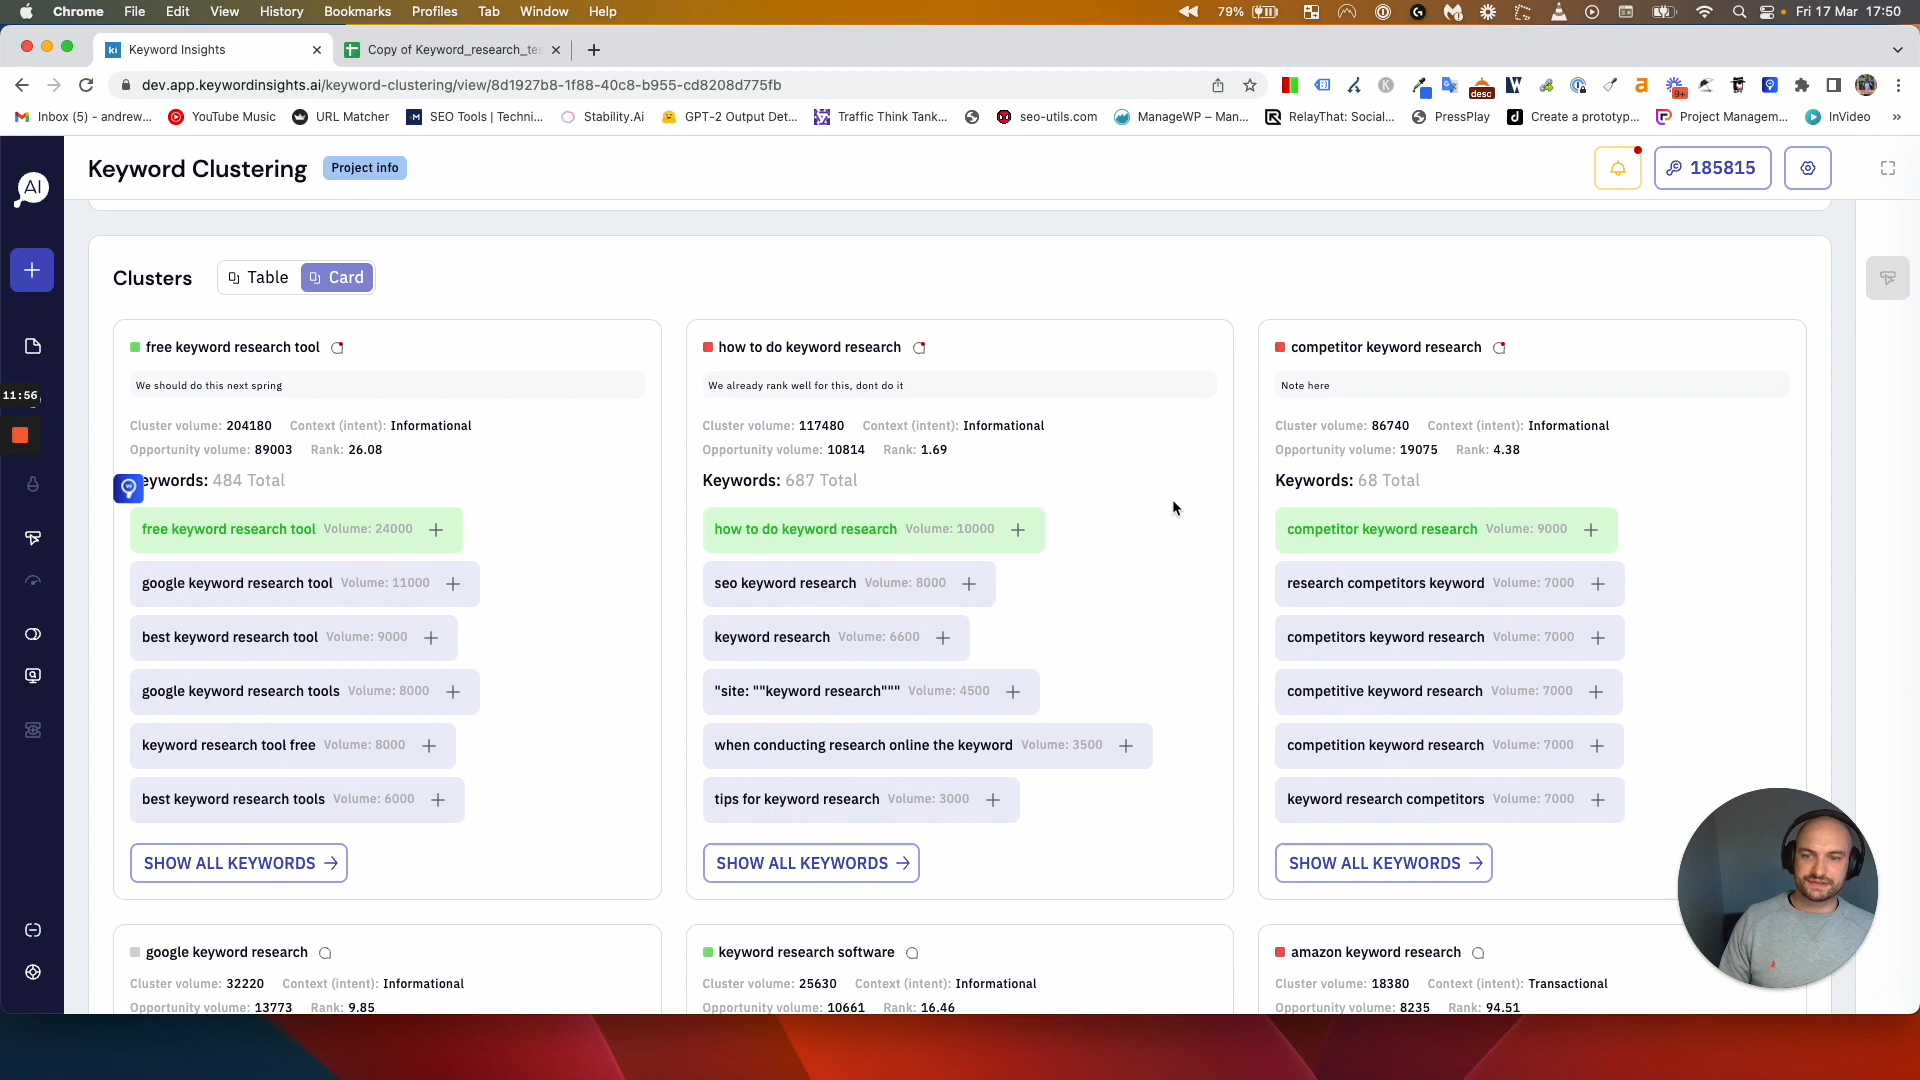 Chrome File Edit View History Bookmarks Profiles Tab Window Help 79% Fri 17 Mar 17:50
Keyword Insights Copy of Keyword_research_tes
dev.app.keywordinsights.ai/keyword-clustering/view/8d1927b8-1f88-40c8-b955-cd8208d775fb desc 9+
Inbox (5) - andrew... YouTube Music URL Matcher SEO Tools | Techni... Stability.Ai GPT-2 Output Det... Traffic Think Tank... seo-utils.com ManageWP – Man... RelayThat: Social... PressPlay Create a prototyp... Project Managem... InVideo »
AI
Keyword Clustering Project info 185815
Clusters Table Card
11:56
free keyword research tool
We should do this next spring
Cluster volume: 204180 Context (intent): Informational
Opportunity volume: 89003 Rank: 26.08
eywords: 484 Total
free keyword research tool Volume: 24000 +
google keyword research tool Volume: 11000 +
best keyword research tool Volume: 9000 +
google keyword research tools Volume: 8000 +
keyword research tool free Volume: 8000 +
best keyword research tools Volume: 6000 +
SHOW ALL KEYWORDS →
how to do keyword research
We already rank well for this, dont do it
Cluster volume: 117480 Context (intent): Informational
Opportunity volume: 10814 Rank: 1.69
Keywords: 687 Total
how to do keyword research Volume: 10000 +
seo keyword research Volume: 8000 +
keyword research Volume: 6600 +
"site: ""keyword research""" Volume: 4500 +
when conducting research online the keyword Volume: 3500 +
tips for keyword research Volume: 3000 +
SHOW ALL KEYWORDS →
competitor keyword research
Note here
Cluster volume: 86740 Context (intent): Informational
Opportunity volume: 19075 Rank: 4.38
Keywords: 68 Total
competitor keyword research Volume: 9000 +
research competitors keyword Volume: 7000 +
competitors keyword research Volume: 7000 +
competitive keyword research Volume: 7000 +
competition keyword research Volume: 7000 +
keyword research competitors Volume: 7000 +
SHOW ALL KEYWORDS →
google keyword research
Cluster volume: 32220 Context (intent): Informational
Opportunity volume: 13773 Rank: 9.85
keyword research software
Cluster volume: 25630 Context (intent): Informational
Opportunity volume: 10661 Rank: 16.46
amazon keyword research
Cluster volume: 18380 Context (intent): Transactional
Opportunity volume: 8235 Rank: 94.51